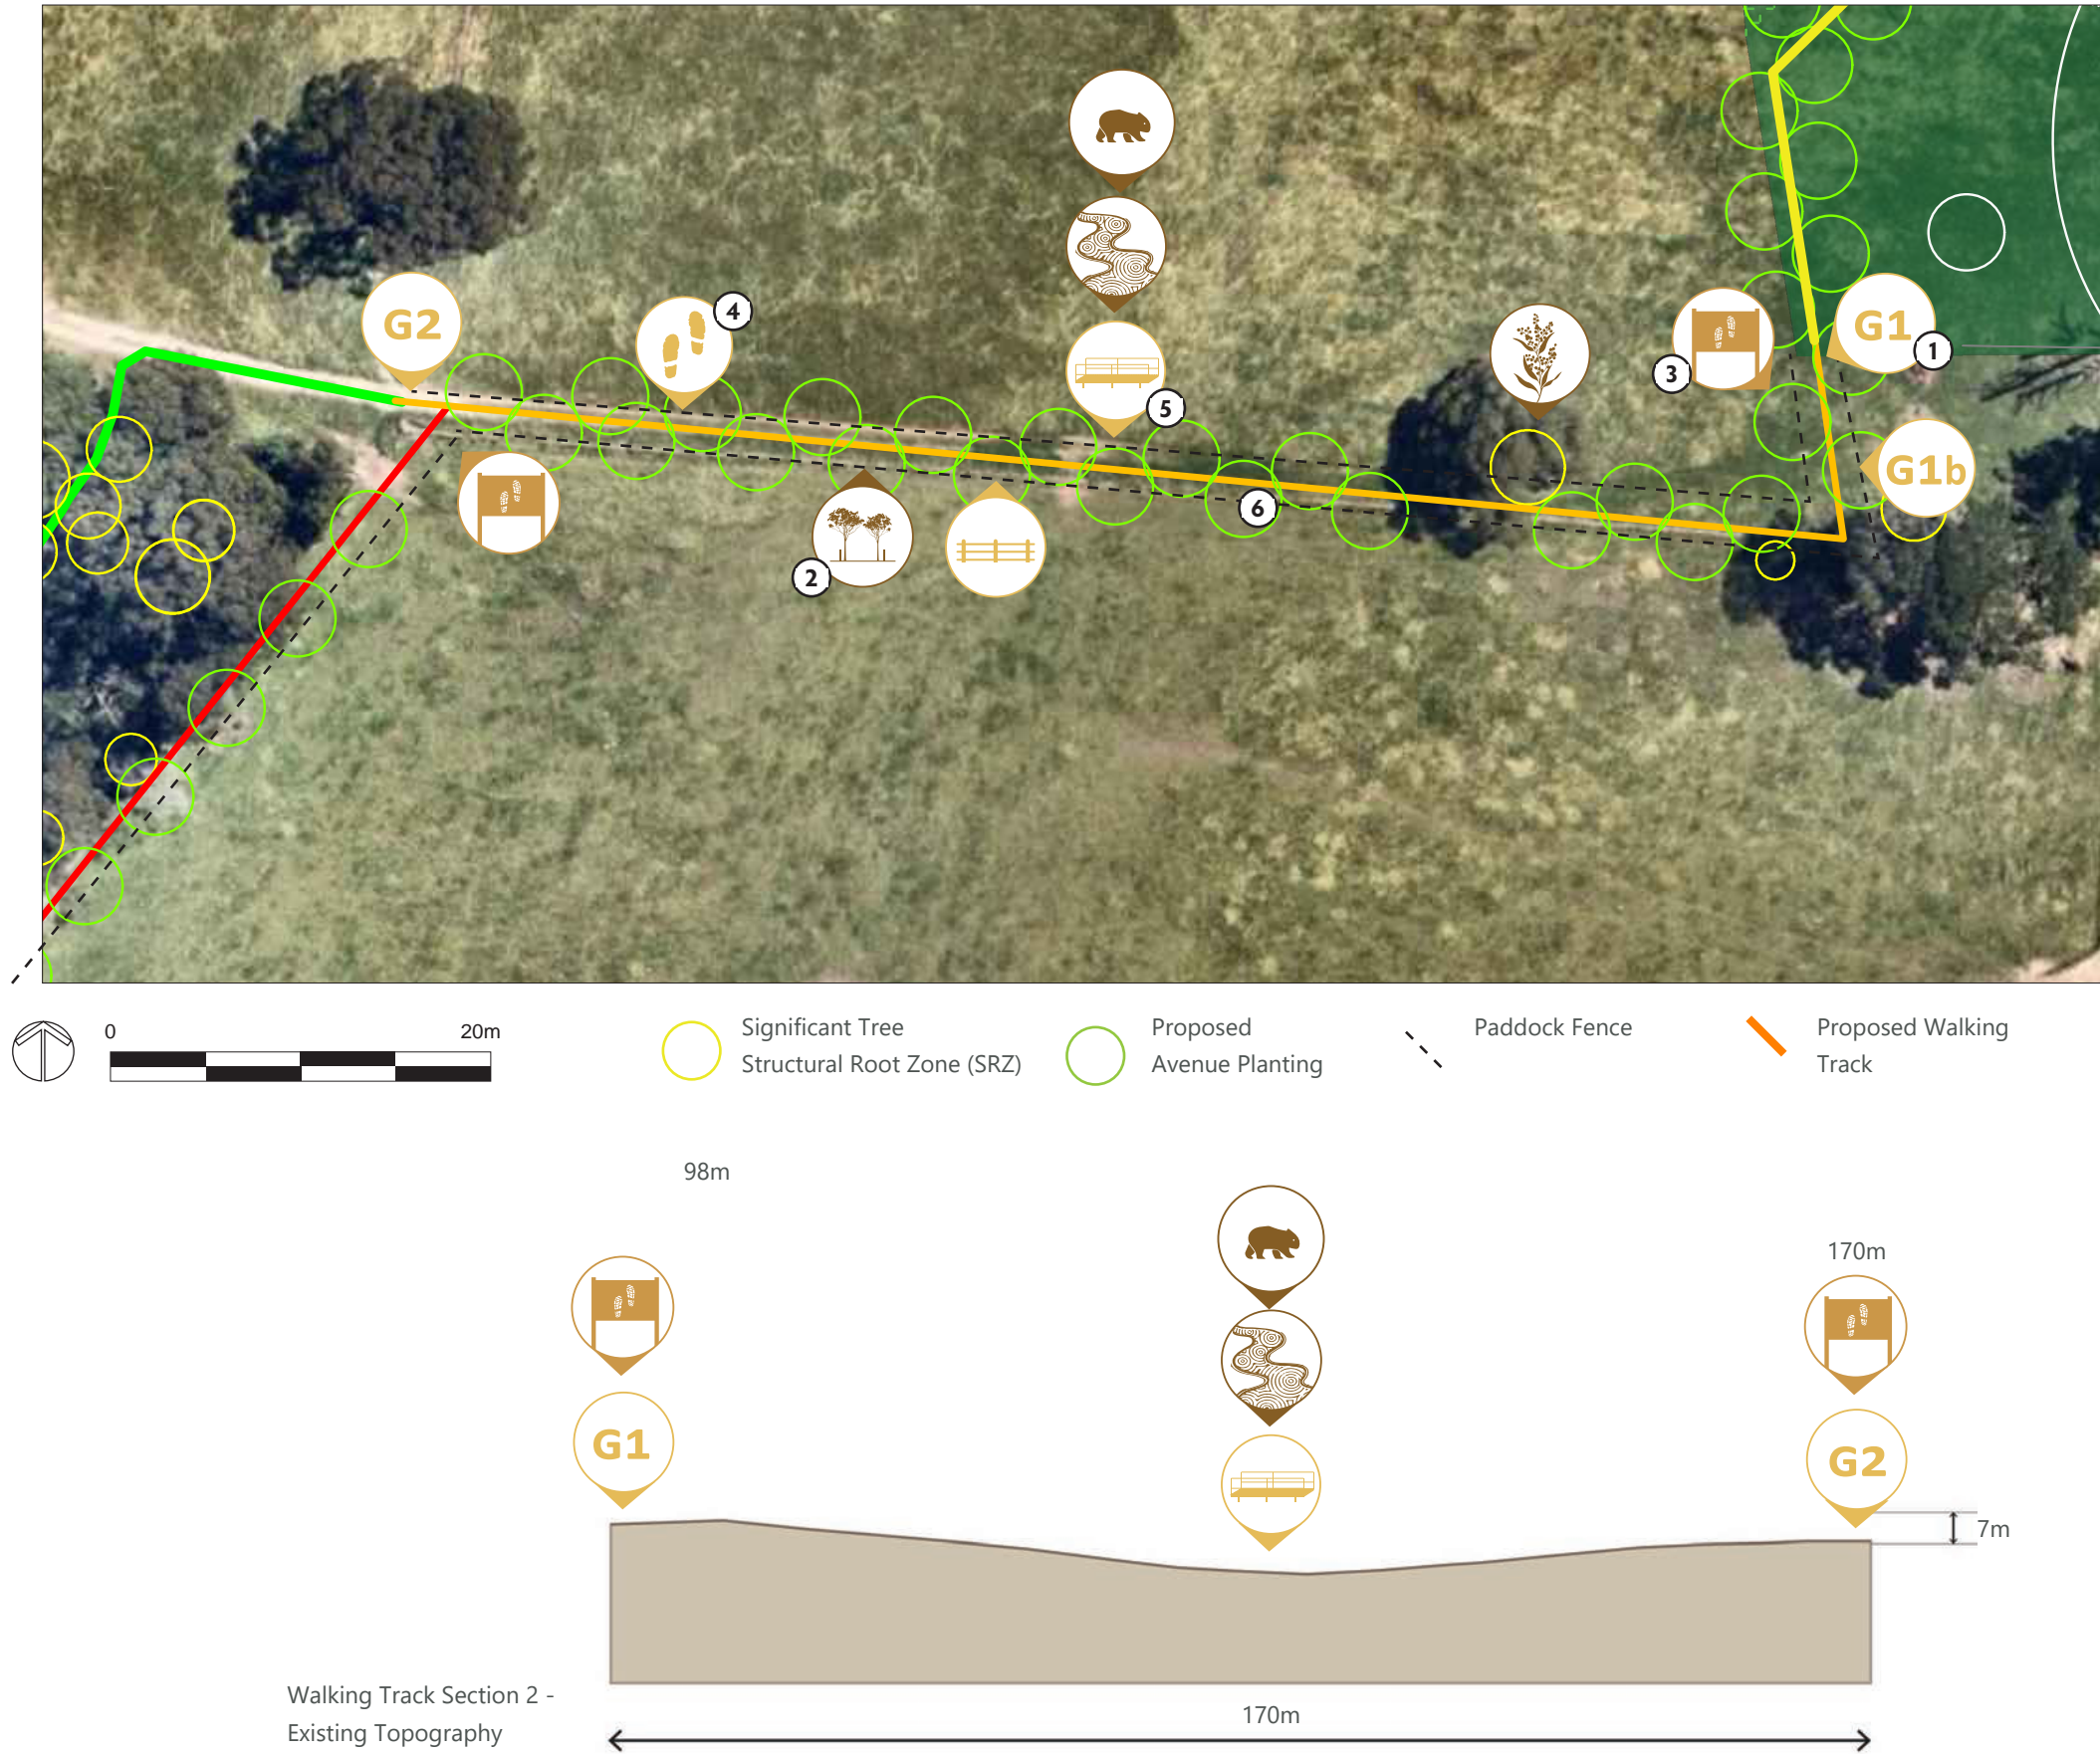 G2
4
5
3
G1
1
G1b
6
2
0 20m
Significant Tree
Structural Root Zone (SRZ)
Proposed
Avenue Planting
Paddock Fence
Proposed Walking
Track
98m
170m
G1
G2
7m
Walking Track Section 2 -
Existing Topography
170m